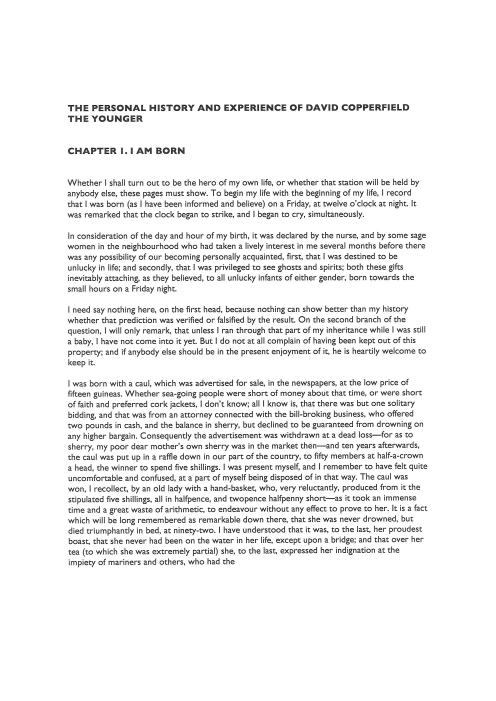 THE PERSONAL HISTORY AND EXPERIENCE OF DAVID COPPERFIELD
THE YOUNGER
CHAPTER 1. I AM BORN
Whether I shall turn out to be the hero of my own life, or whether that station will be held by
anybody else, these pages must show. To begin my life with the beginning of my life, I record
that I was born (as I have been informed and believe) on a Friday, at twelve o'clock at night. It
was remarked that the clock began to strike, and I began to cry, simultaneously.
In consideration of the day and hour of my birth, it was declared by the nurse, and by some sage
women in the neighbourhood who had taken a lively interest in me several months before there
was any possibility of our becoming personally acquainted, first, that I was destined to be
unlucky in life; and secondly, that I was privileged to see ghosts and spirits; both these gifts
inevitably attaching, as they believed, to all unlucky infants of either gender, born towards the
small hours on a Friday night.
I need say nothing here, on the first head, because nothing can show better than my history
whether that prediction was verified or falsified by the result. On the second branch of the
question, I will only remark, that unless I ran through that part of my inheritance while I was still
a baby, I have not come into it yet. But I do not at all complain of having been kept out of this
property; and if anybody else should be in the present enjoyment of it, he is heartily welcome to
keep it.
I was born with a caul, which was advertised for sale, in the newspapers, at the low price of
fifteen guineas. Whether sea-going people were short of money about that time, or were short
of faith and preferred cork jackets, I don't know; all I know is, that there was but one solitary
bidding, and that was from an attorney connected with the bill-broking business, who offered
two pounds in cash, and the balance in sherry, but declined to be guaranteed from drowning on
any higher bargain. Consequently the advertisement was withdrawn at a dead loss—for as to
sherry, my poor dear mother's own sherry was in the market then—and ten years afterwards,
the caul was put up in a raffle down in our part of the country, to fifty members at half-a-crown
a head, the winner to spend five shillings. I was present myself, and I remember to have felt quite
uncomfortable and confused, at a part of myself being disposed of in that way. The caul was
won, I recollect, by an old lady with a hand-basket, who, very reluctantly, produced from it the
stipulated five shillings, all in halfpence, and twopence halfpenny short—as it took an immense
time and a great waste of arithmetic, to endeavour without any effect to prove to her. It is a fact
which will be long remembered as remarkable down there, that she was never drowned, but
died triumphantly in bed, at ninety-two. I have understood that it was, to the last, her proudest
boast, that she never had been on the water in her life, except upon a bridge; and that over her
tea (to which she was extremely partial) she, to the last, expressed her indignation at the
impiety of mariners and others, who had the